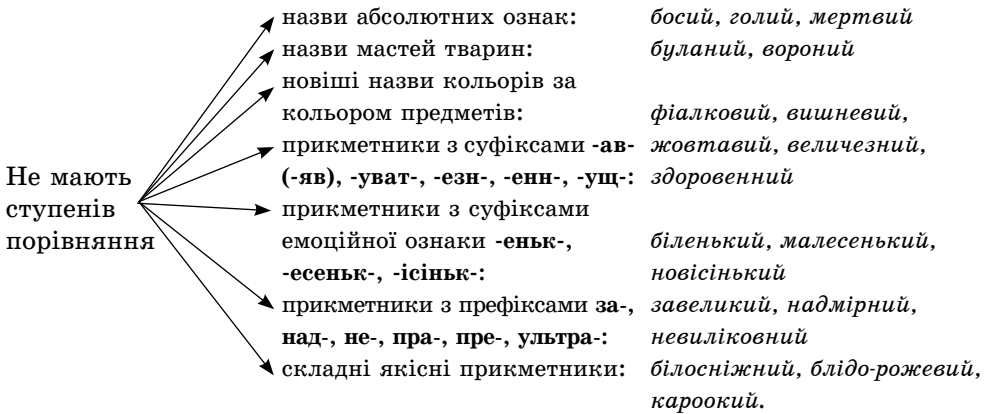 назви абсолютних ознак: босий, голий, мертвий
назви мастей тварин: буланий, вороний
новіші назви кольорів за
кольором предметів: фіалковий, вишневий,
прикметники з суфіксами -ав- жовтавий, величезний,
Не мають (-яв), -уват-, -езн-, -енн-, -ущ-: здоровенний
ступенів прикметники з суфіксами
порівняння емоційної ознаки -еньк-, біленький, малесенький,
-есеньк-, -ісіньк-: новісінький
прикметники з префіксами за-, завеликий, надмірний,
над-, не-, пра-, пре-, ультра-: невиліковний
складні якісні прикметники: білосніжний, блідо-рожевий,
кароокий.